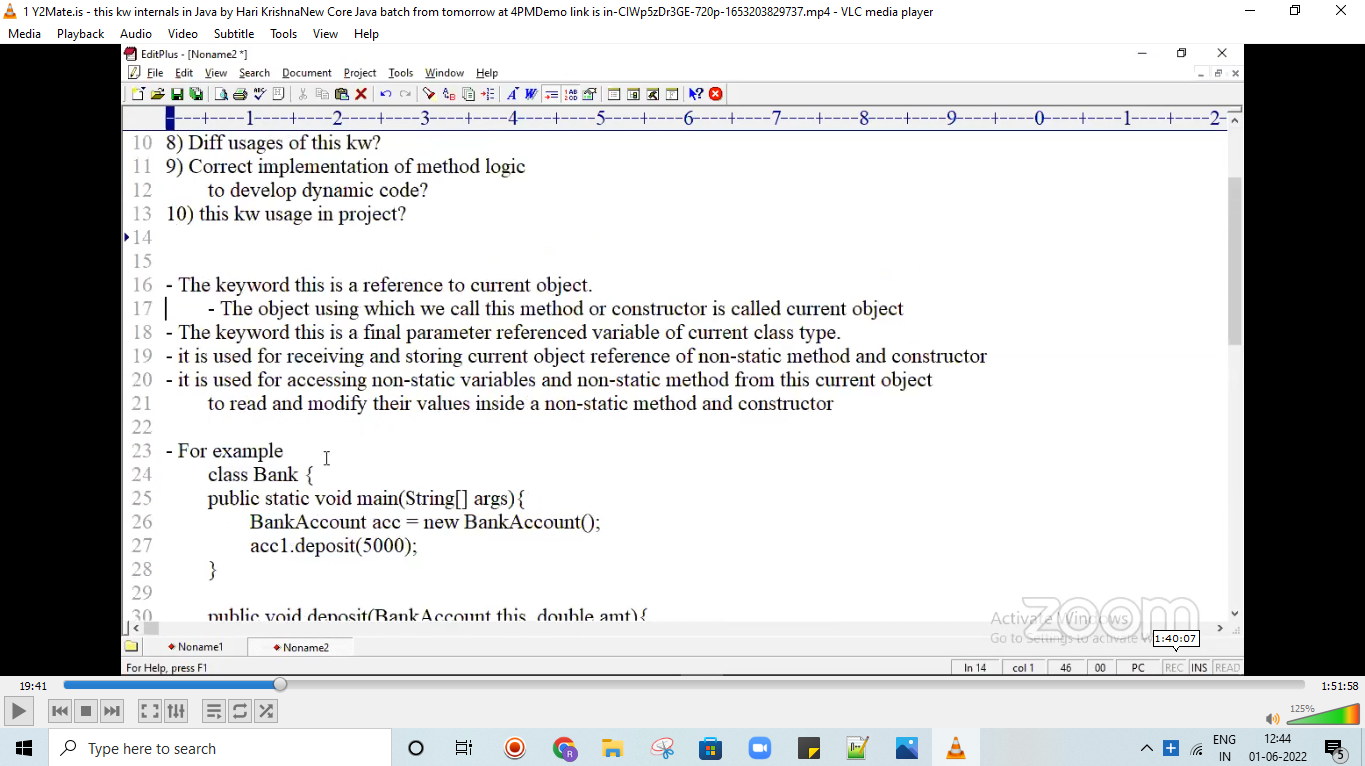 1 Y2Mate.is - this kw internals in Java by Hari KrishnaNew Core Java batch from tomorrow at 4PMDemo link is in-CIWp5zDr3GE-720p-1653203829737.mp4 - VLC media player
Media Playback Audio Video Subtitle Tools View Help
EditPlus - [Noname2 *]
File Edit View Search Document Project Tools Window Help
----+----1----+----2----+----3----+----4----+----5----+----6----+----7----+----8----+----9----+----0----+----1----+----2-
10 8) Diff usages of this kw?
11 9) Correct implementation of method logic
12 to develop dynamic code?
13 10) this kw usage in project?
14
15
16 - The keyword this is a reference to current object.
17 - The object using which we call this method or constructor is called current object
18 - The keyword this is a final parameter referenced variable of current class type.
19 - it is used for receiving and storing current object reference of non-static method and constructor
20 - it is used for accessing non-static variables and non-static method from this current object
21 to read and modify their values inside a non-static method and constructor
22
23 - For example
24 class Bank {
25 public static void main(String[] args){
26 BankAccount acc = new BankAccount();
27 acc1.deposit(5000);
28 }
29
30 public void deposit(BankAccount this, double amt){
zoom
Activate Windows
Go to Settings to activate
1:40:07
Noname1 Noname2
For Help, press F1 ln 14 col 1 46 00 PC REC INS READ
19:41 1:51:58
125%
Type here to search
ENG
IN
12:44
01-06-2022
5